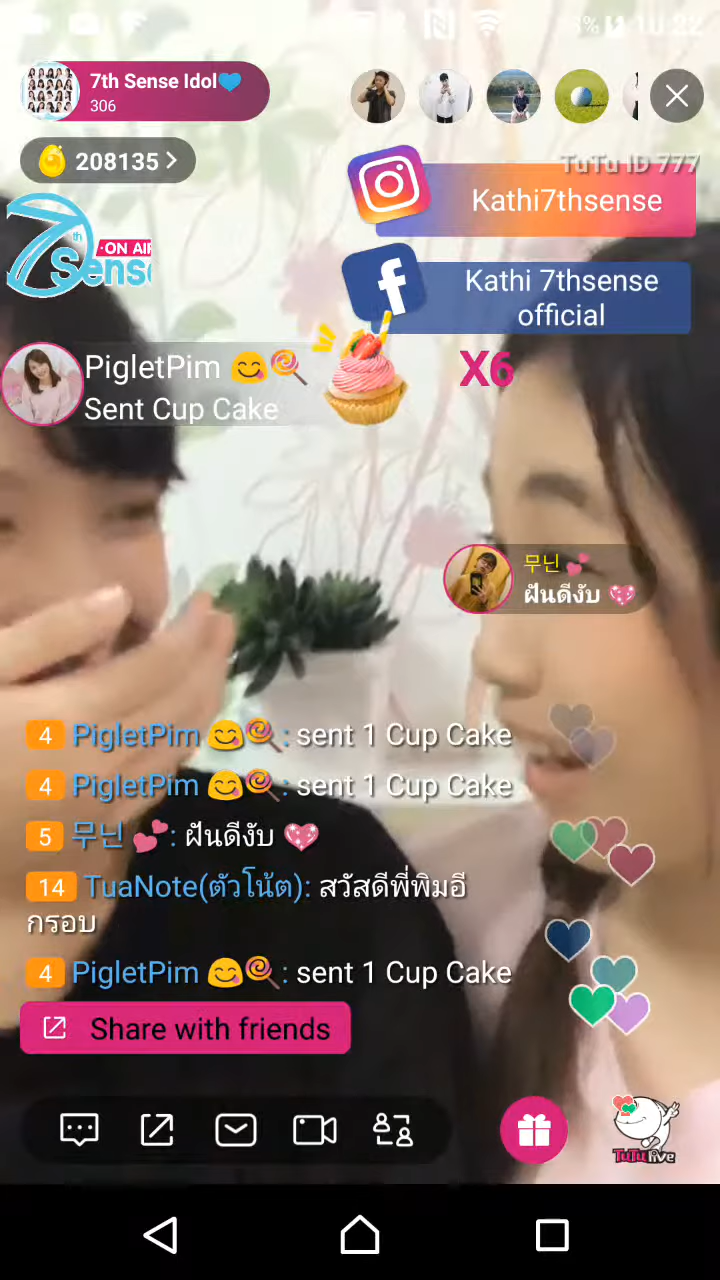 10:22
7th Sense Idol
306
208135
TuTu ID 777
Kathi7thsense
7th
Sense
ON AIR
Kathi 7thsense
official
PigletPim
X6
Sent Cup Cake
무닌
ฝันดีงับ
4 PigletPim : sent 1 Cup Cake
4 PigletPim : sent 1 Cup Cake
5 무닌 : ฝันดีงับ
14 TuaNote(ตัวโน้ต): สวัสดีพี่พิมอี
กรอบ
4 PigletPim : sent 1 Cup Cake
Share with friends
TuTu Live